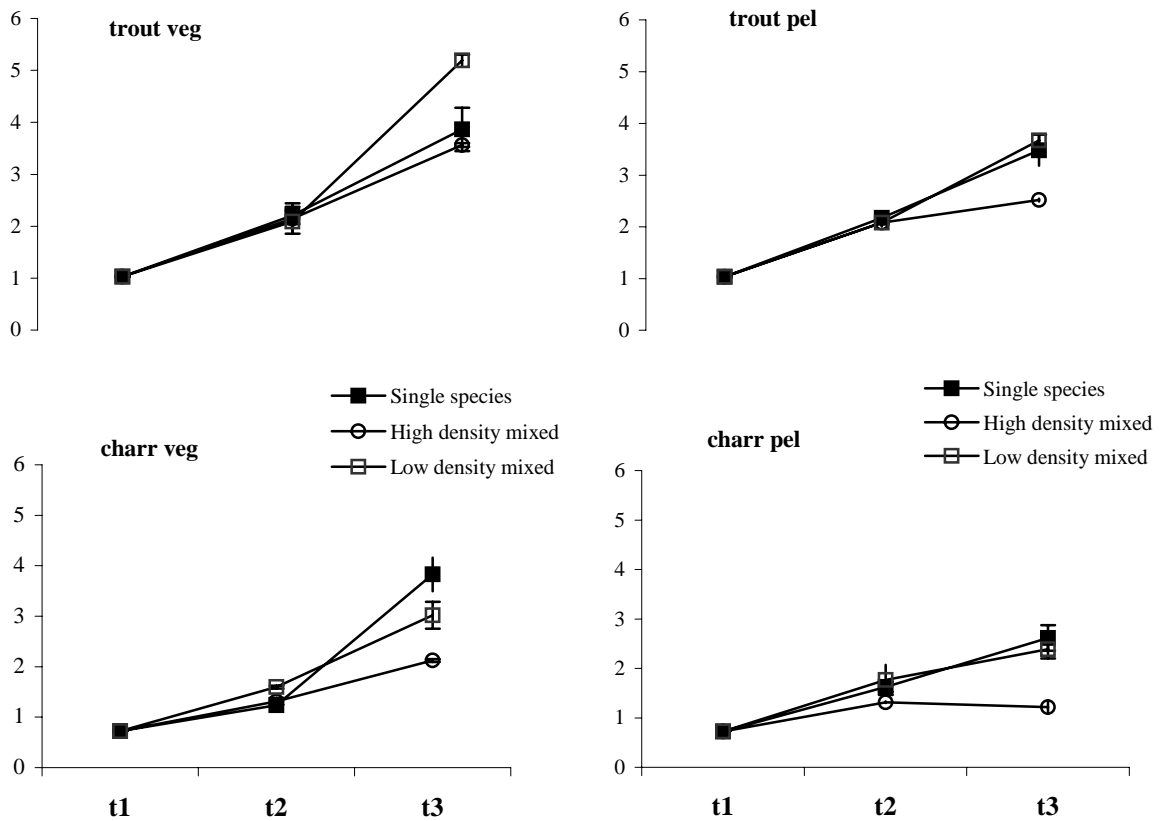 trout veg
6
5
4
3
2
1
0
trout pel
6
5
4
3
2
1
0
charr veg
Single species
High density mixed
Low density mixed
6
5
4
3
2
1
0
t1 t2 t3
charr pel
Single species
High density mixed
Low density mixed
6
5
4
3
2
1
0
t1 t2 t3